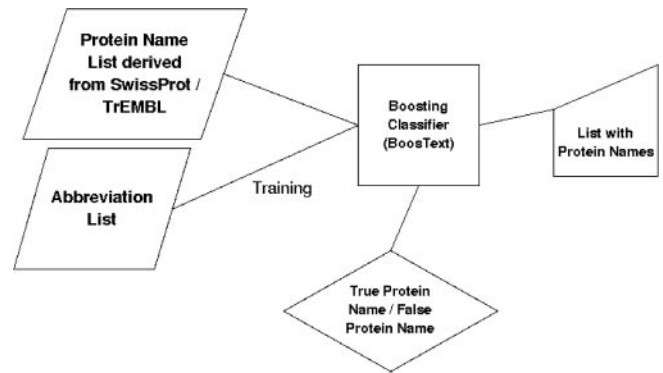 Protein Name
List derived
from SwissProt /
TrEMBL
Abbreviation
List
Training
Boosting
Classifier
(BoosText)
List with
Protein Names
True Protein
Name / False
Protein Name